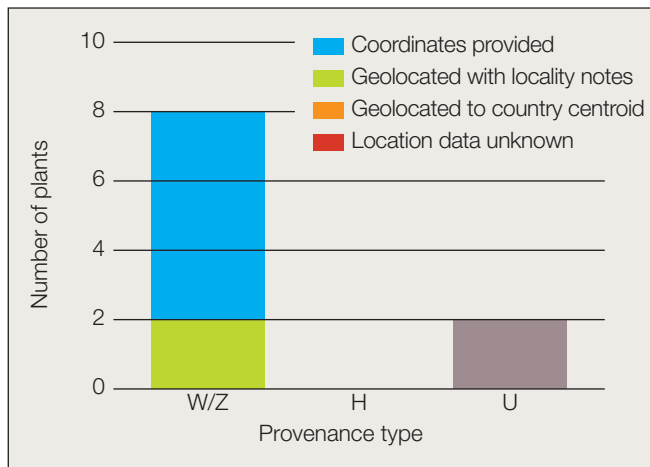 10
8
6
4
2
0
Number of plants
Coordinates provided
Geolocated with locality notes
Geolocated to country centroid
Location data unknown
W/Z H U
Provenance type